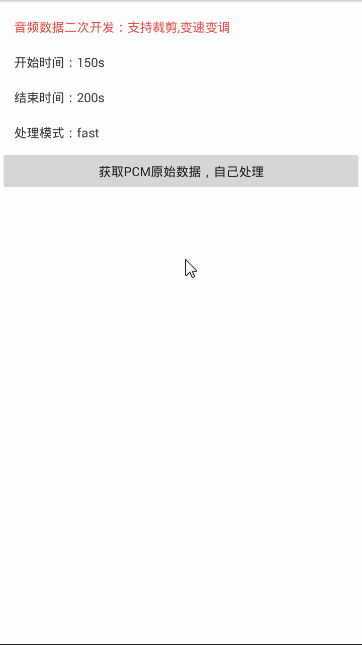 音频数据二次开发：支持裁剪,变速变调
开始时间：150s
结束时间：200s
处理模式：fast
获取PCM原始数据，自己处理